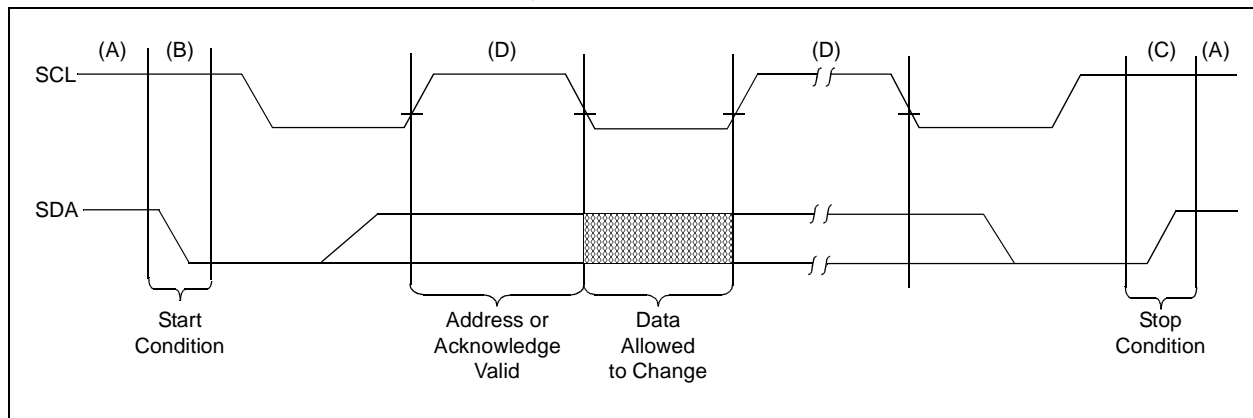 (A) (B) (D) (D) (C) (A)
SCL
SDA
Start
Condition
Address or
Acknowledge
Valid
Data
Allowed
to Change
Stop
Condition